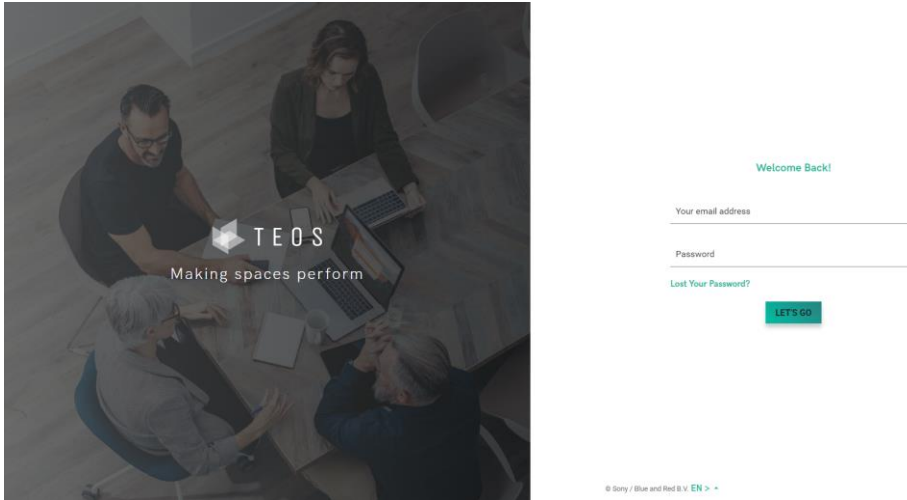 TEOS
Making spaces perform
Welcome Back!
Your email address
Password
Lost Your Password?
LET'S GO
© Sony / Blue and Red B.V. EN >